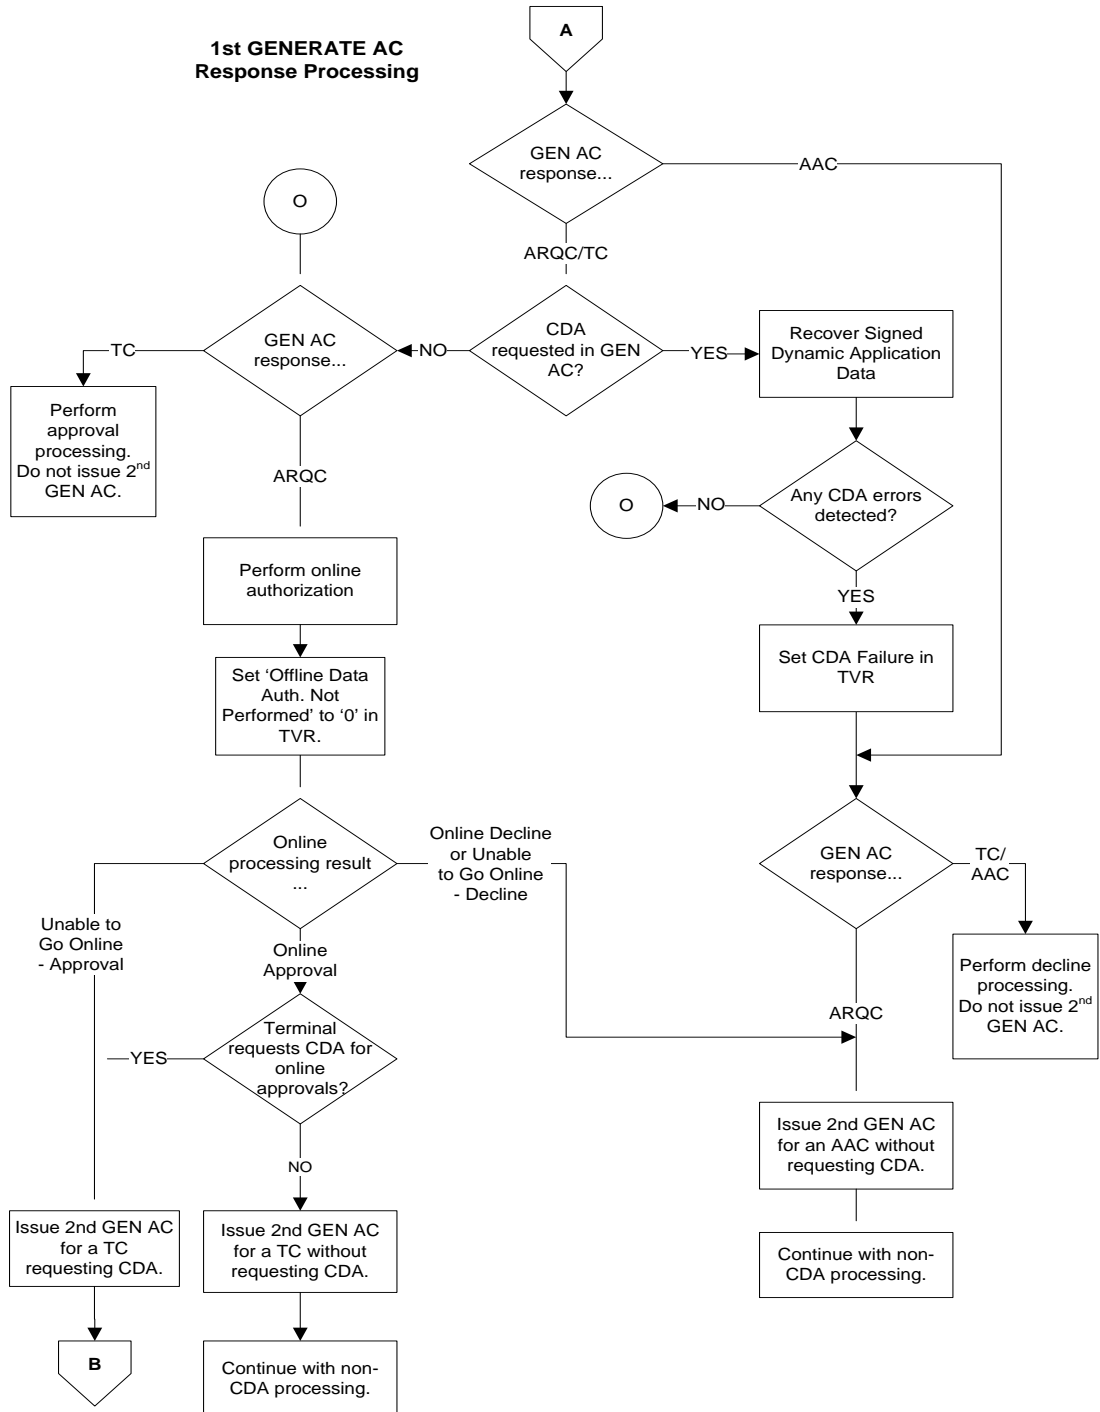 A
1st GENERATE AC
Response Processing
GEN AC
response...
AAC
O
ARQC/TC
GEN AC
response...
TC
NO
CDA
requested in GEN
AC?
YES
Recover Signed
Dynamic Application
Data
Perform
approval
processing.
Do not issue 2nd
GEN AC.
ARQC
O
NO
Any CDA errors
detected?
YES
Perform online
authorization
Set CDA Failure in
TVR
Set ‘Offline Data
Auth. Not
Performed’ to ‘0’ in
TVR.
Online
processing result
...
Online Decline
or Unable
to Go Online
- Decline
GEN AC
response...
TC/
AAC
Unable to
Go Online
- Approval
Online
Approval
Perform decline
processing.
Do not issue 2nd
GEN AC.
ARQC
Terminal
requests CDA for
online
approvals?
YES
NO
Issue 2nd GEN AC
for an AAC without
requesting CDA.
Issue 2nd GEN AC
for a TC
requesting CDA.
Issue 2nd GEN AC
for a TC without
requesting CDA.
Continue with non-
CDA processing.
B
Continue with non-
CDA processing.